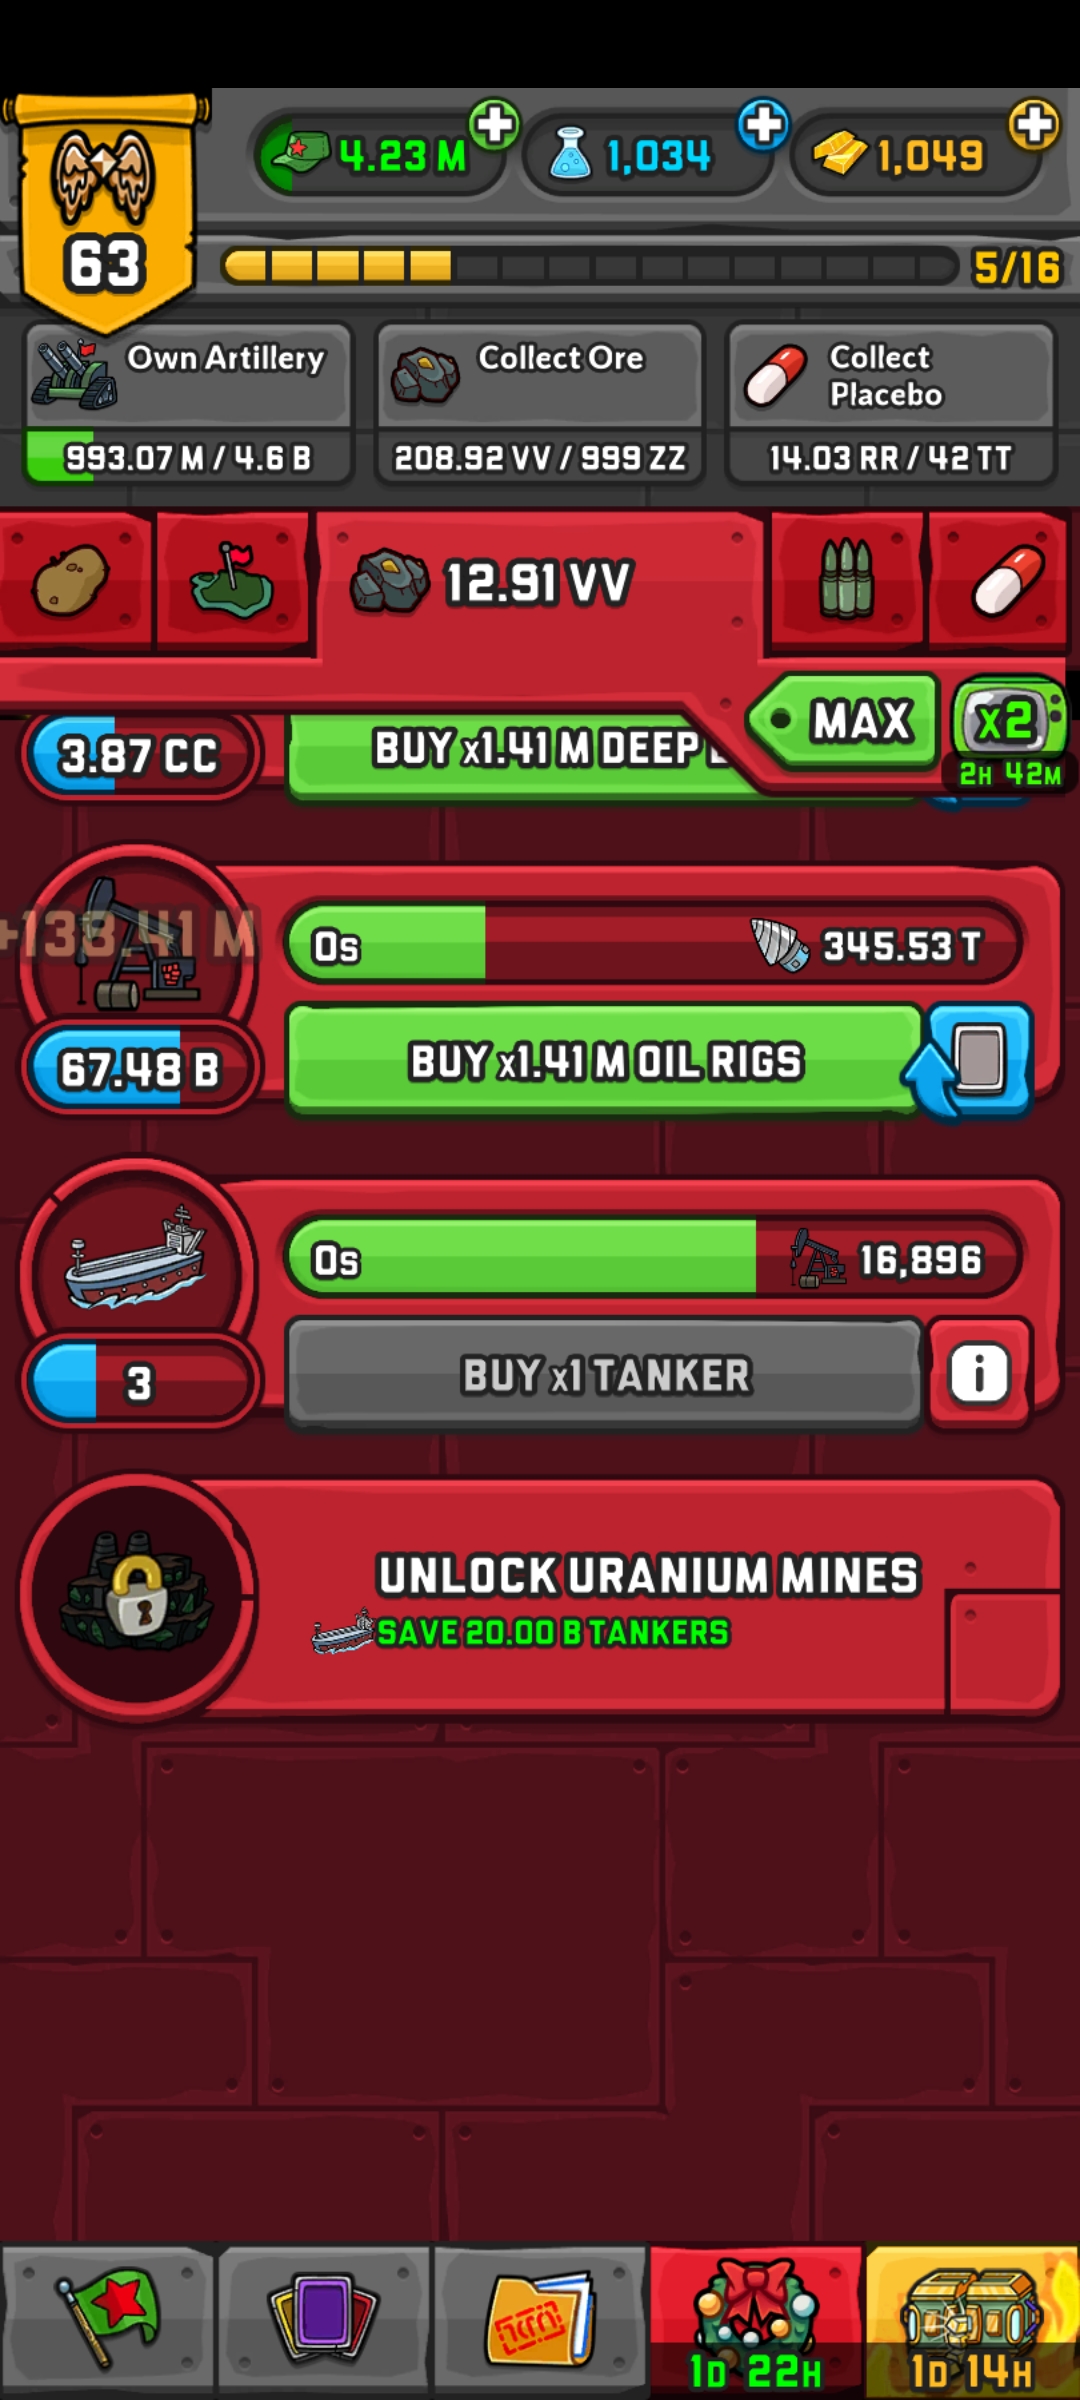 4.23 M
1,034
1,049
63
5/16
Own Artillery
993.07 M / 4.6 B
Collect Ore
208.92 VV / 999 ZZ
Collect
Placebo
14.03 RR / 42 TT
12.91 VV
MAX
x2
2H 42M
3.87 CC
BUY x1.41 M DEEP
+133.41 M
0s
345.53 T
67.48 B
BUY x1.41 M OIL RIGS
0s
16,896
3
BUY x1 TANKER
i
UNLOCK URANIUM MINES
SAVE 20.00 B TANKERS
1D 22H
1D 14H